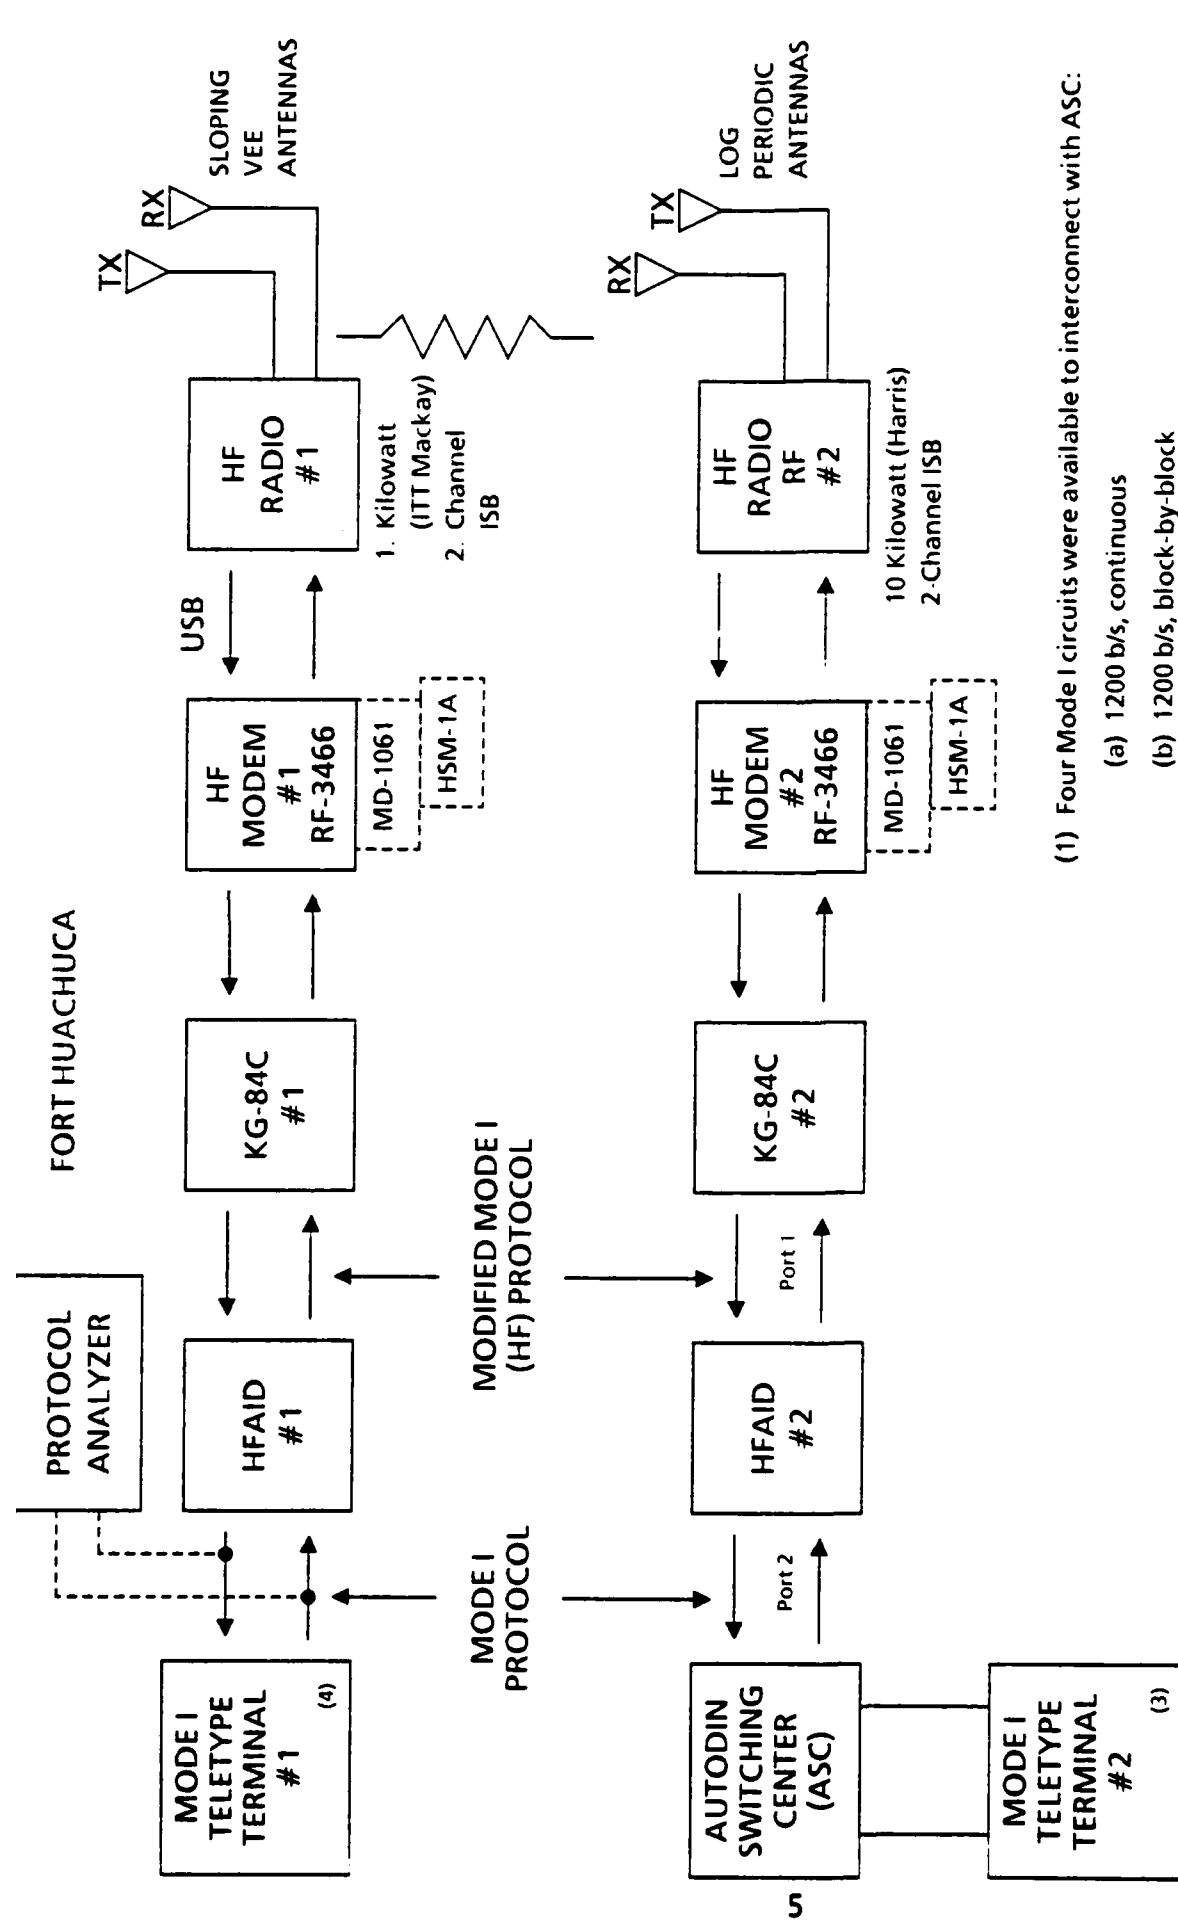 FORT HUACHUCA
PROTOCOL
ANALYZER
MODE I
TELETYPE
TERMINAL
#1
(4)
HFAID
#1
KG-84C
#1
HF
MODEM
#1
RF-3466
MD-1061
HSM-1A
USB
HF
RADIO
#1
1. Kilowatt
(ITT Mackay)
2. Channel
ISB
TX
RX
SLOPING
VEE
ANTENNAS
MODE I
PROTOCOL
MODIFIED MODE I
(HF) PROTOCOL
AUTODIN
SWITCHING
CENTER
(ASC)
Port 2
HFAID
#2
Port 1
KG-84C
#2
HF
MODEM
#2
RF-3466
MD-1061
HSM-1A
HF
RADIO
RF
#2
10 Kilowatt (Harris)
2-Channel ISB
RX
TX
LOG
PERIODIC
ANTENNAS
MODE I
TELETYPE
TERMINAL
#2
(3)
(1) Four Mode I circuits were available to interconnect with ASC:
(a) 1200 b/s, continuous
(b) 1200 b/s, block-by-block
5